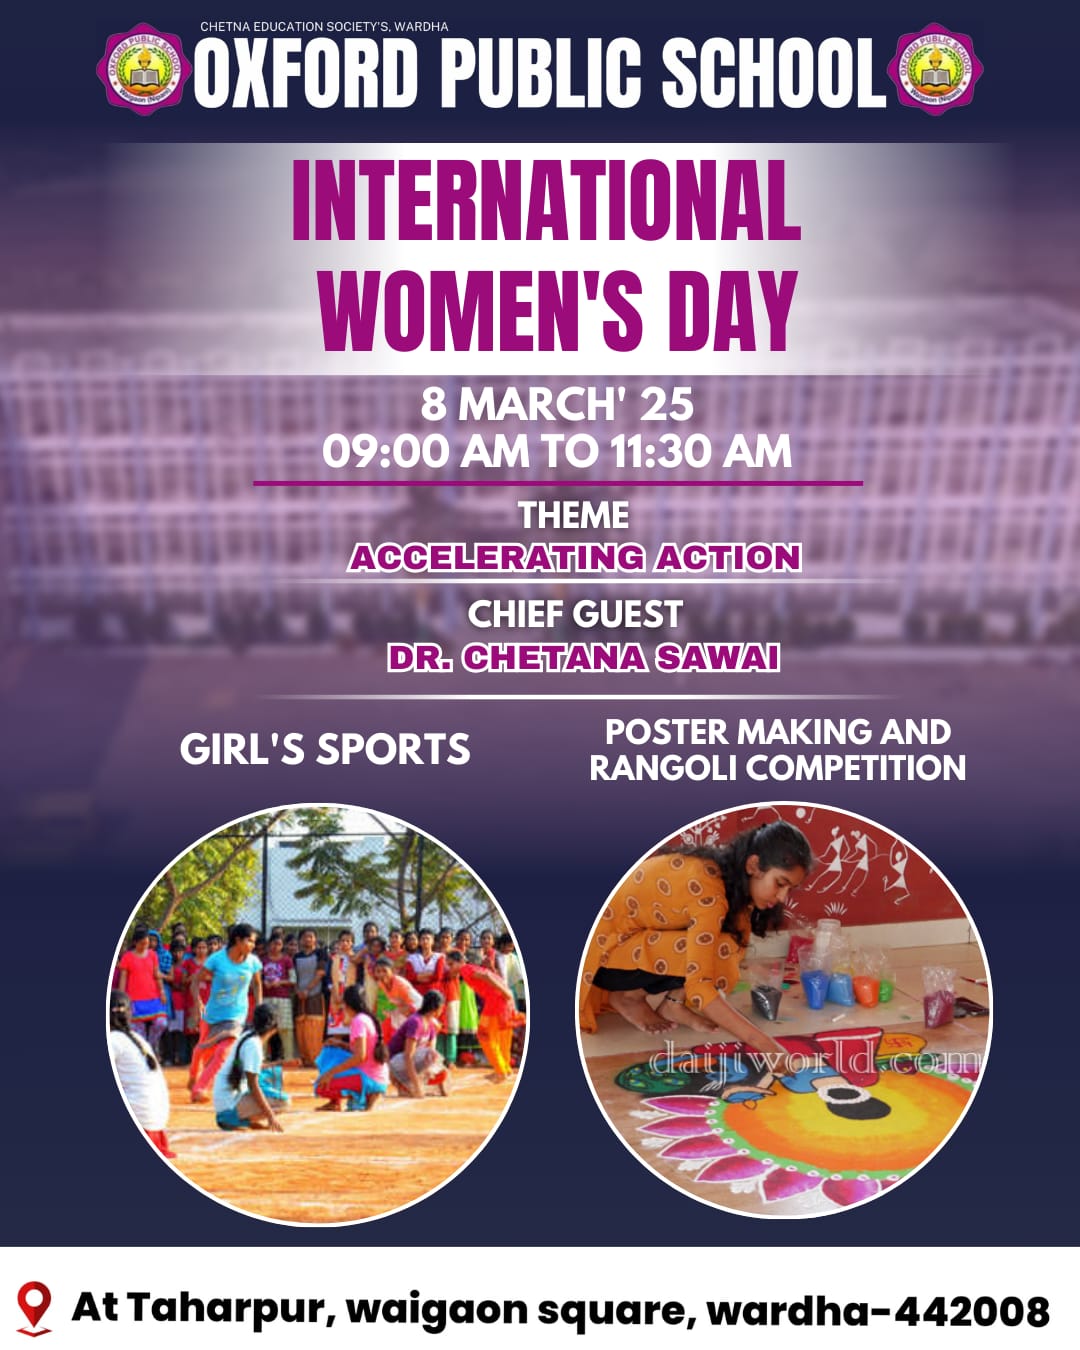 CHETNA EDUCATION SOCIETY'S, WARDHA
OXFORD PUBLIC SCHOOL
OXFORD PUBLIC SCHOOL
Waigaon (Nipani)
OXFORD PUBLIC SCHOOL
Waigaon (Nipani)
INTERNATIONAL
WOMEN'S DAY
8 MARCH' 25
09:00 AM TO 11:30 AM
THEME
ACCELERATING ACTION
CHIEF GUEST
DR. CHETANA SAWAI
GIRL'S SPORTS
POSTER MAKING AND
RANGOLI COMPETITION
daijiworld.com
At Taharpur, waigaon square, wardha-442008